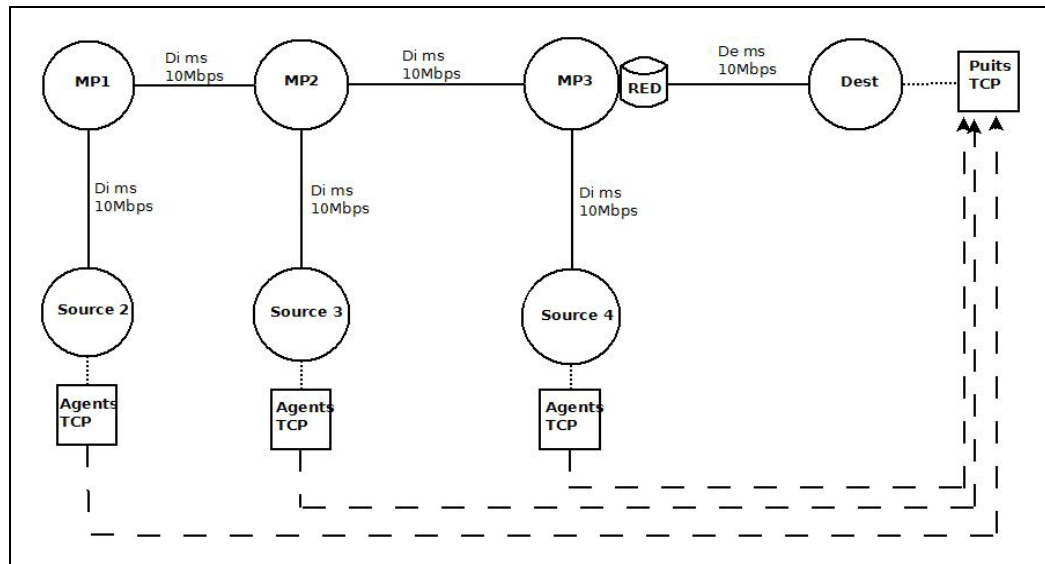 MP1
Di ms
10Mbps
MP2
Di ms
10Mbps
MP3
RED
De ms
10Mbps
Dest
Puits
TCP
Di ms
10Mbps
Di ms
10Mbps
Di ms
10Mbps
Source 2
Source 3
Source 4
Agents
TCP
Agents
TCP
Agents
TCP